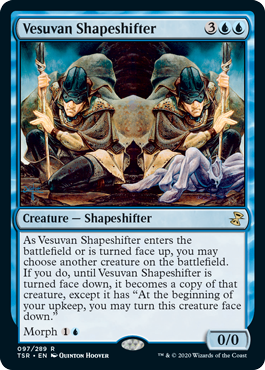 Vesuvan Shapeshifter 3
Creature — Shapeshifter
As Vesuvan Shapeshifter enters the
battlefield or is turned face up, you may
choose another creature on the battlefield.
If you do, until Vesuvan Shapeshifter is
turned face down, it becomes a copy of that
creature, except it has “At the beginning of
your upkeep, you may turn this creature face
down.”
Morph 1
0/0
097/289 R
TSR • EN QUINTON HOOVER
™ & © 2020 Wizards of the Coast